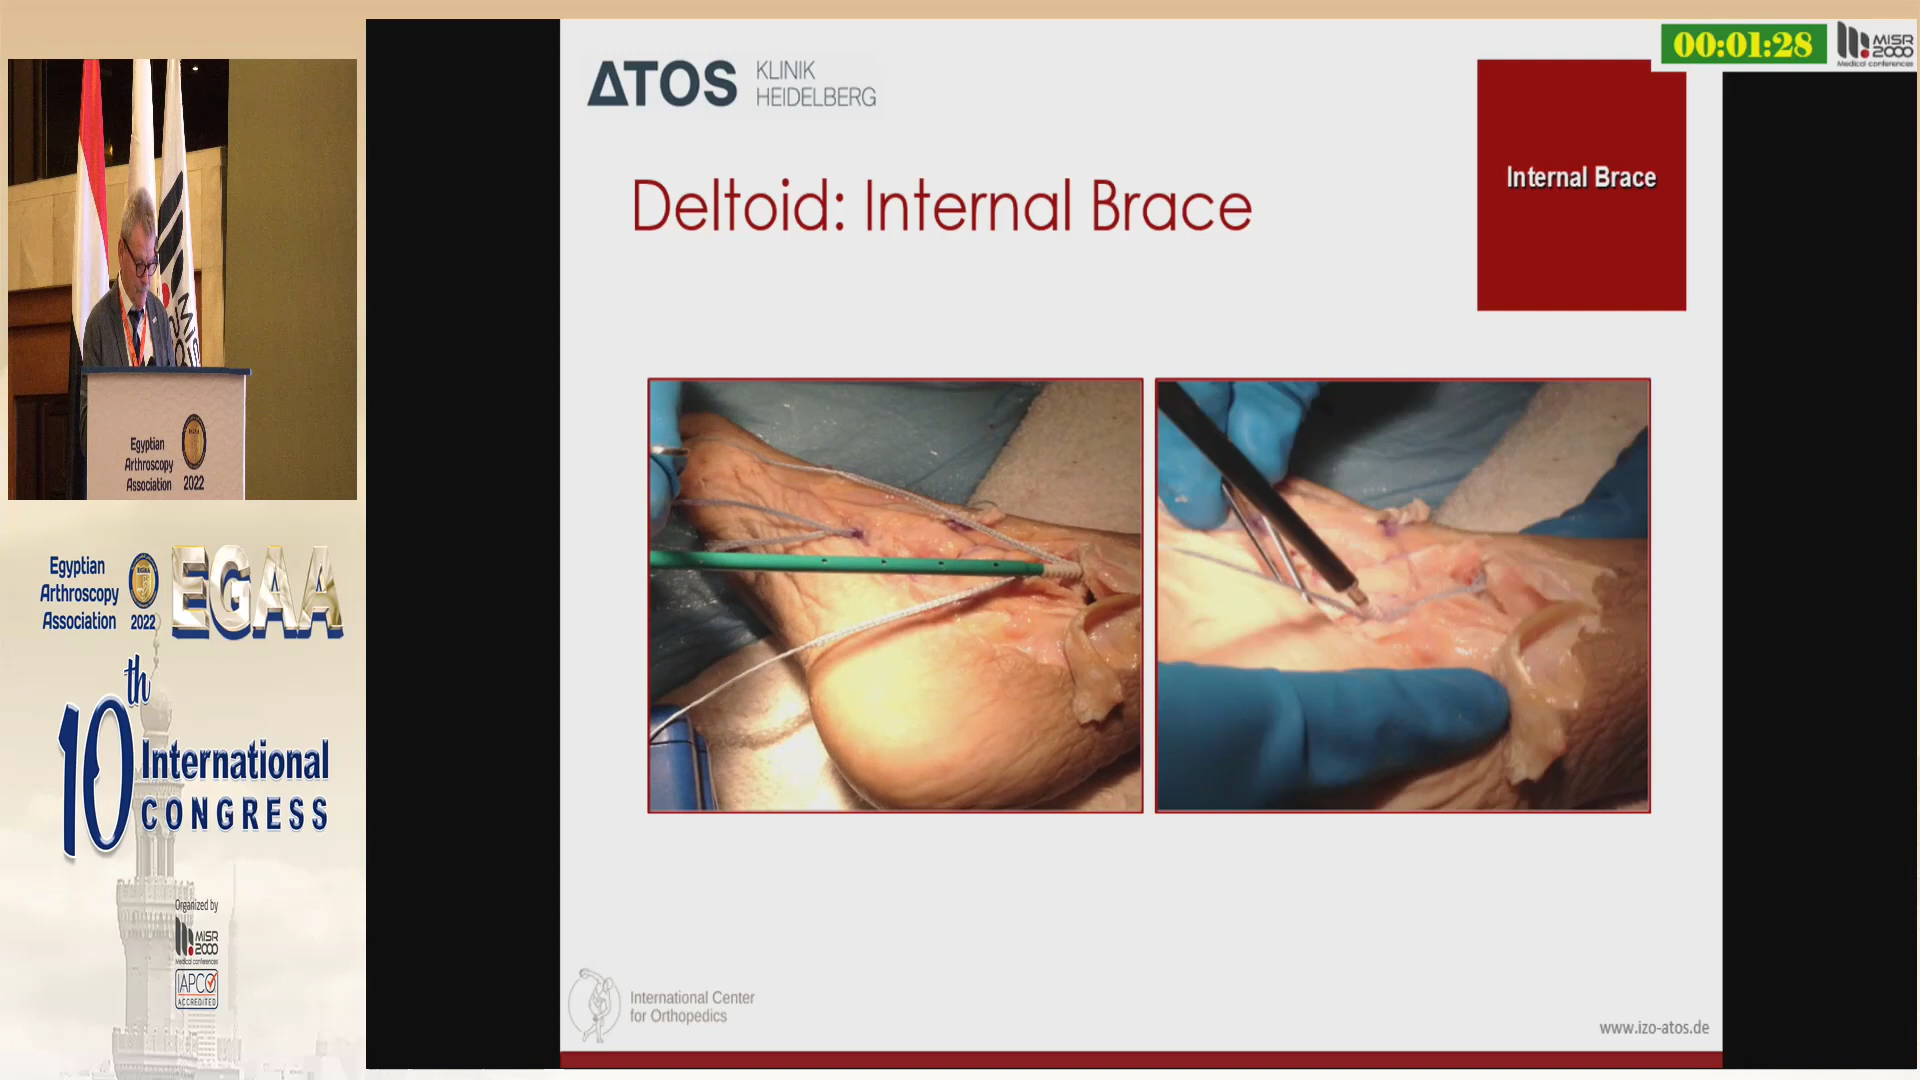 00:01:28
MISR
2000
Medical conferences
ATOS
KLINIK
HEIDELBERG
Internal Brace
Deltoid: Internal Brace
Egyptian
Arthroscopy
Association
2022
Egyptian
Arthroscopy
Association
2022
EGAA
10th
International
CONGRESS
Organized by
MISR
2000
Medical conferences
IAPCO
ACCREDITED
International Center
for Orthopedics
www.izo-atos.de